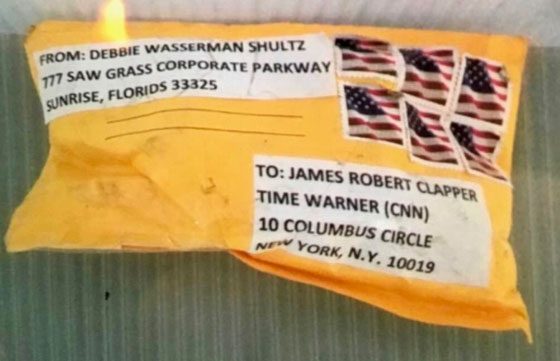 FROM: DEBBIE WASSERMAN SHULTZ
777 SAW GRASS CORPORATE PARKWAY
SUNRISE, FLORIDS 33325
TO: JAMES ROBERT CLAPPER
TIME WARNER (CNN)
10 COLUMBUS CIRCLE
NEW YORK, N.Y. 10019